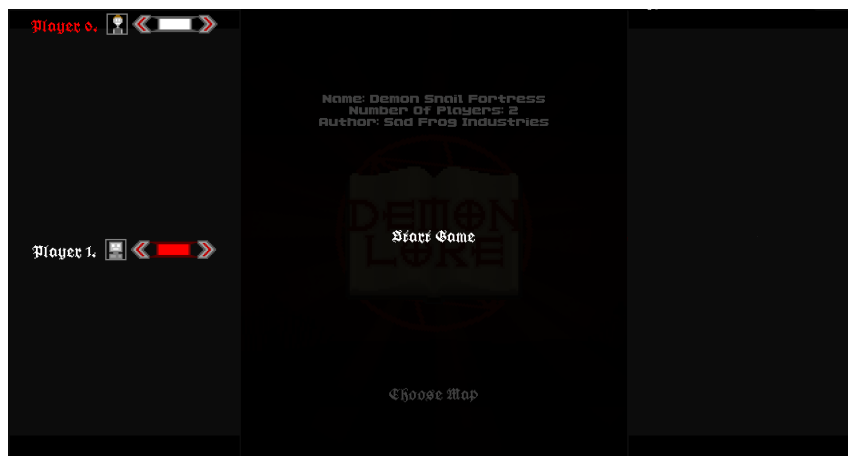 Player 0.
Name: Demon Snail Fortress
Number Of Players: 2
Author: Sad Frog Industries
DEMON
LORE
Start Game
Player 1.
Choose Map